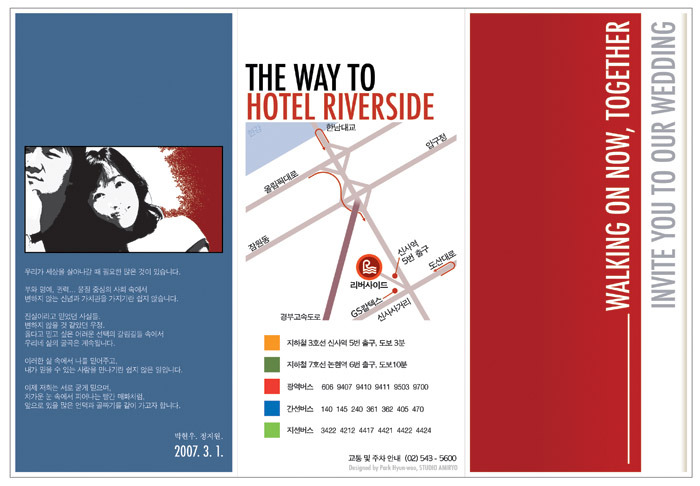 우리가 세상을 살아나갈 때 필요한 많은 것이 있습니다.
부와 명예, 권력... 물질 중심의 사회 속에서
변하지 않는 신념과 가치관을 가지기란 쉽지 않습니다.
진실이라고 믿었던 사실들,
변하지 않을 것 같았던 우정,
옳다고 믿고 싶은 어려운 선택의 갈림길들 속에서
우리네 삶의 굴곡은 계속됩니다.
이러한 삶 속에서 나를 믿어주고,
내가 믿을 수 있는 사람을 만나기란 쉽지 않은 일입니다.
이제 저희는 서로 굳게 믿으며,
차가운 눈 속에서 피어나는 빨간 매화처럼,
앞으로 있을 많은 언덕과 골짜기를 같이 가고자 합니다.
박현우, 정지원.
2007. 3. 1.
THE WAY TO
HOTEL RIVERSIDE
한강
한남대교
압구정
올림픽대로
잠원동
신사역
5번 출구
도산대로
리버사이드
GS칼텍스
신사사거리
경부고속도로
지하철 3호선 신사역 5번 출구, 도보 3분
지하철 7호선 논현역 6번 출구, 도보10분
광역버스 606 9407 9410 9411 9503 9700
간선버스 140 145 240 361 362 405 470
지선버스 3422 4212 4417 4421 4422 4424
교통 및 주차 안내 (02) 543 - 5600
Designed by Park Hyun-woo, STUDIO AMIRYO
WALKING ON NOW, TOGETHER
INVITE YOU TO OUR WEDDING